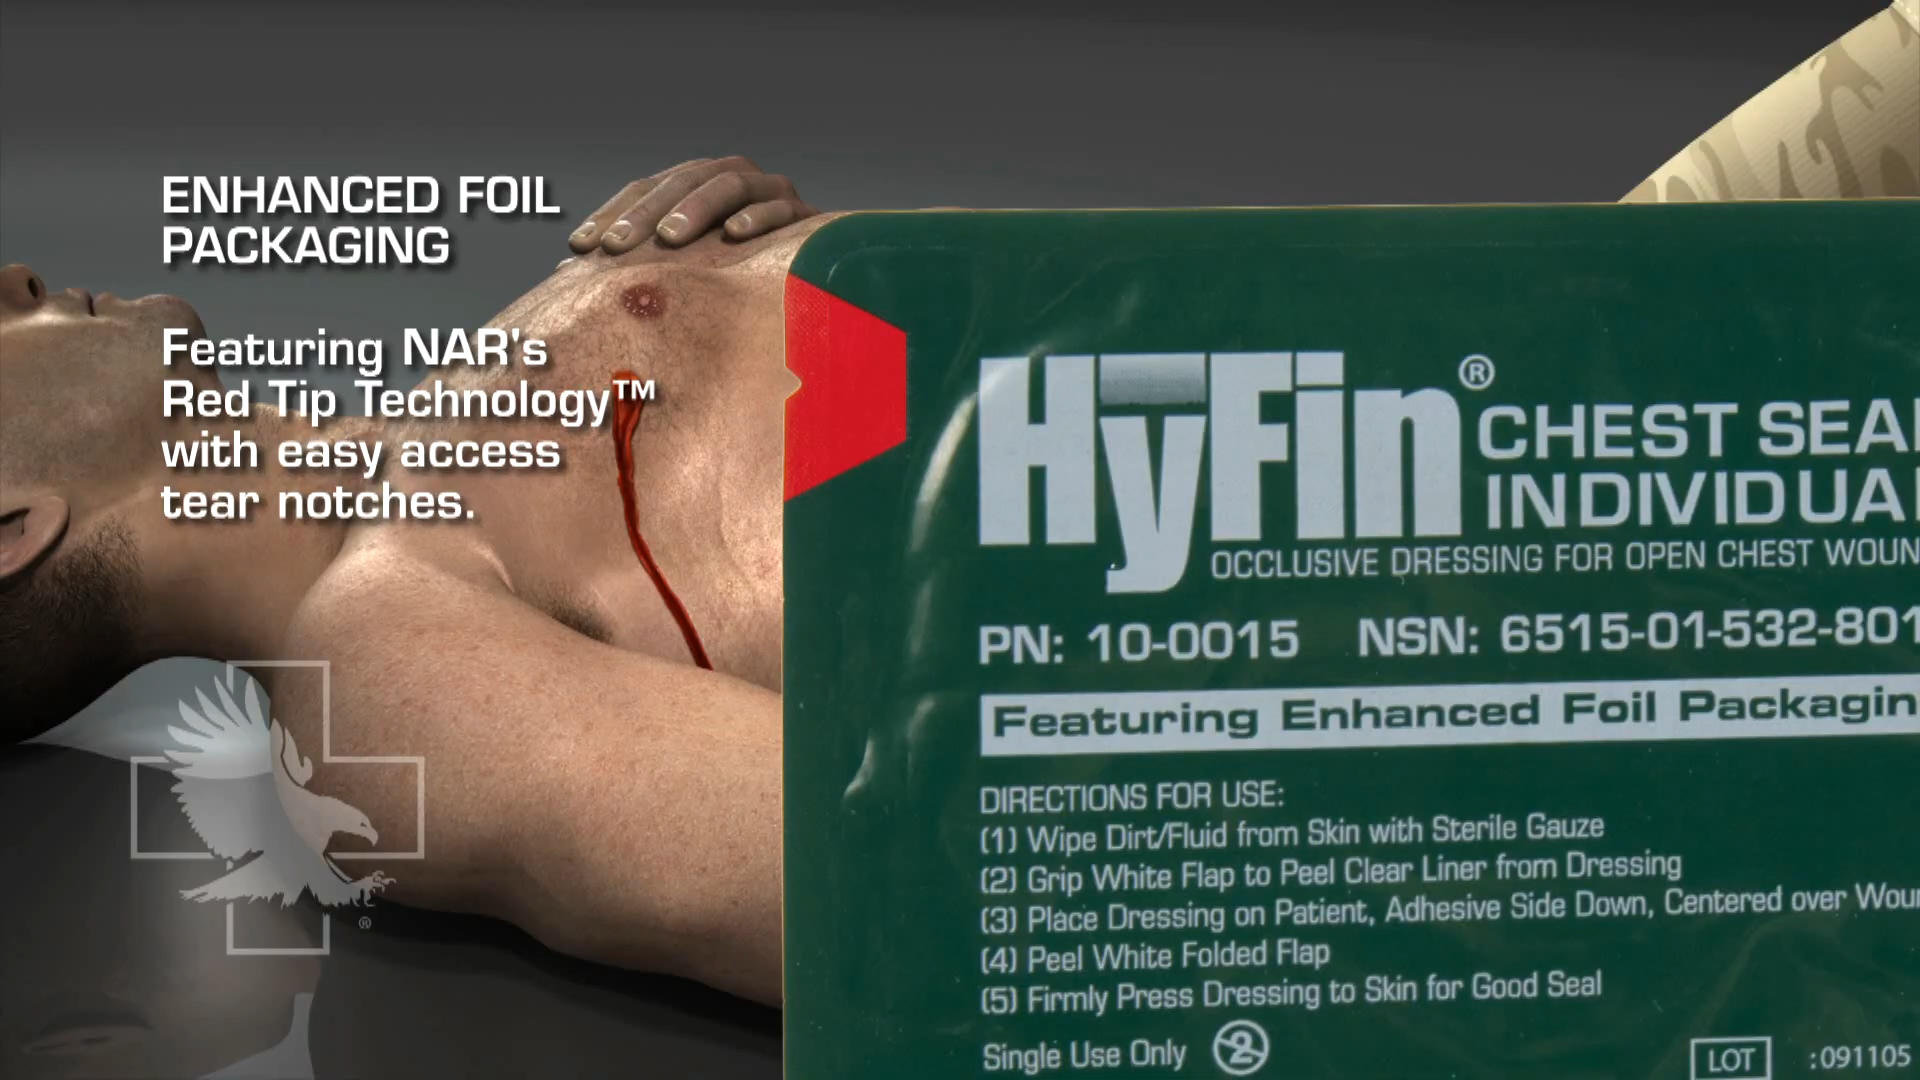 ENHANCED FOIL
PACKAGING
Featuring NAR's
Red Tip Technology™
with easy access
tear notches.
HyFin®
CHEST SEA
INDIVIDUA
OCCLUSIVE DRESSING FOR OPEN CHEST WOUN
PN: 10-0015 NSN: 6515-01-532-801
Featuring Enhanced Foil Packagin
DIRECTIONS FOR USE:
(1) Wipe Dirt/Fluid from Skin with Sterile Gauze
(2) Grip White Flap to Peel Clear Liner from Dressing
(3) Place Dressing on Patient, Adhesive Side Down, Centered over Wou
(4) Peel White Folded Flap
(5) Firmly Press Dressing to Skin for Good Seal
Single Use Only 2
LOT :091105
®